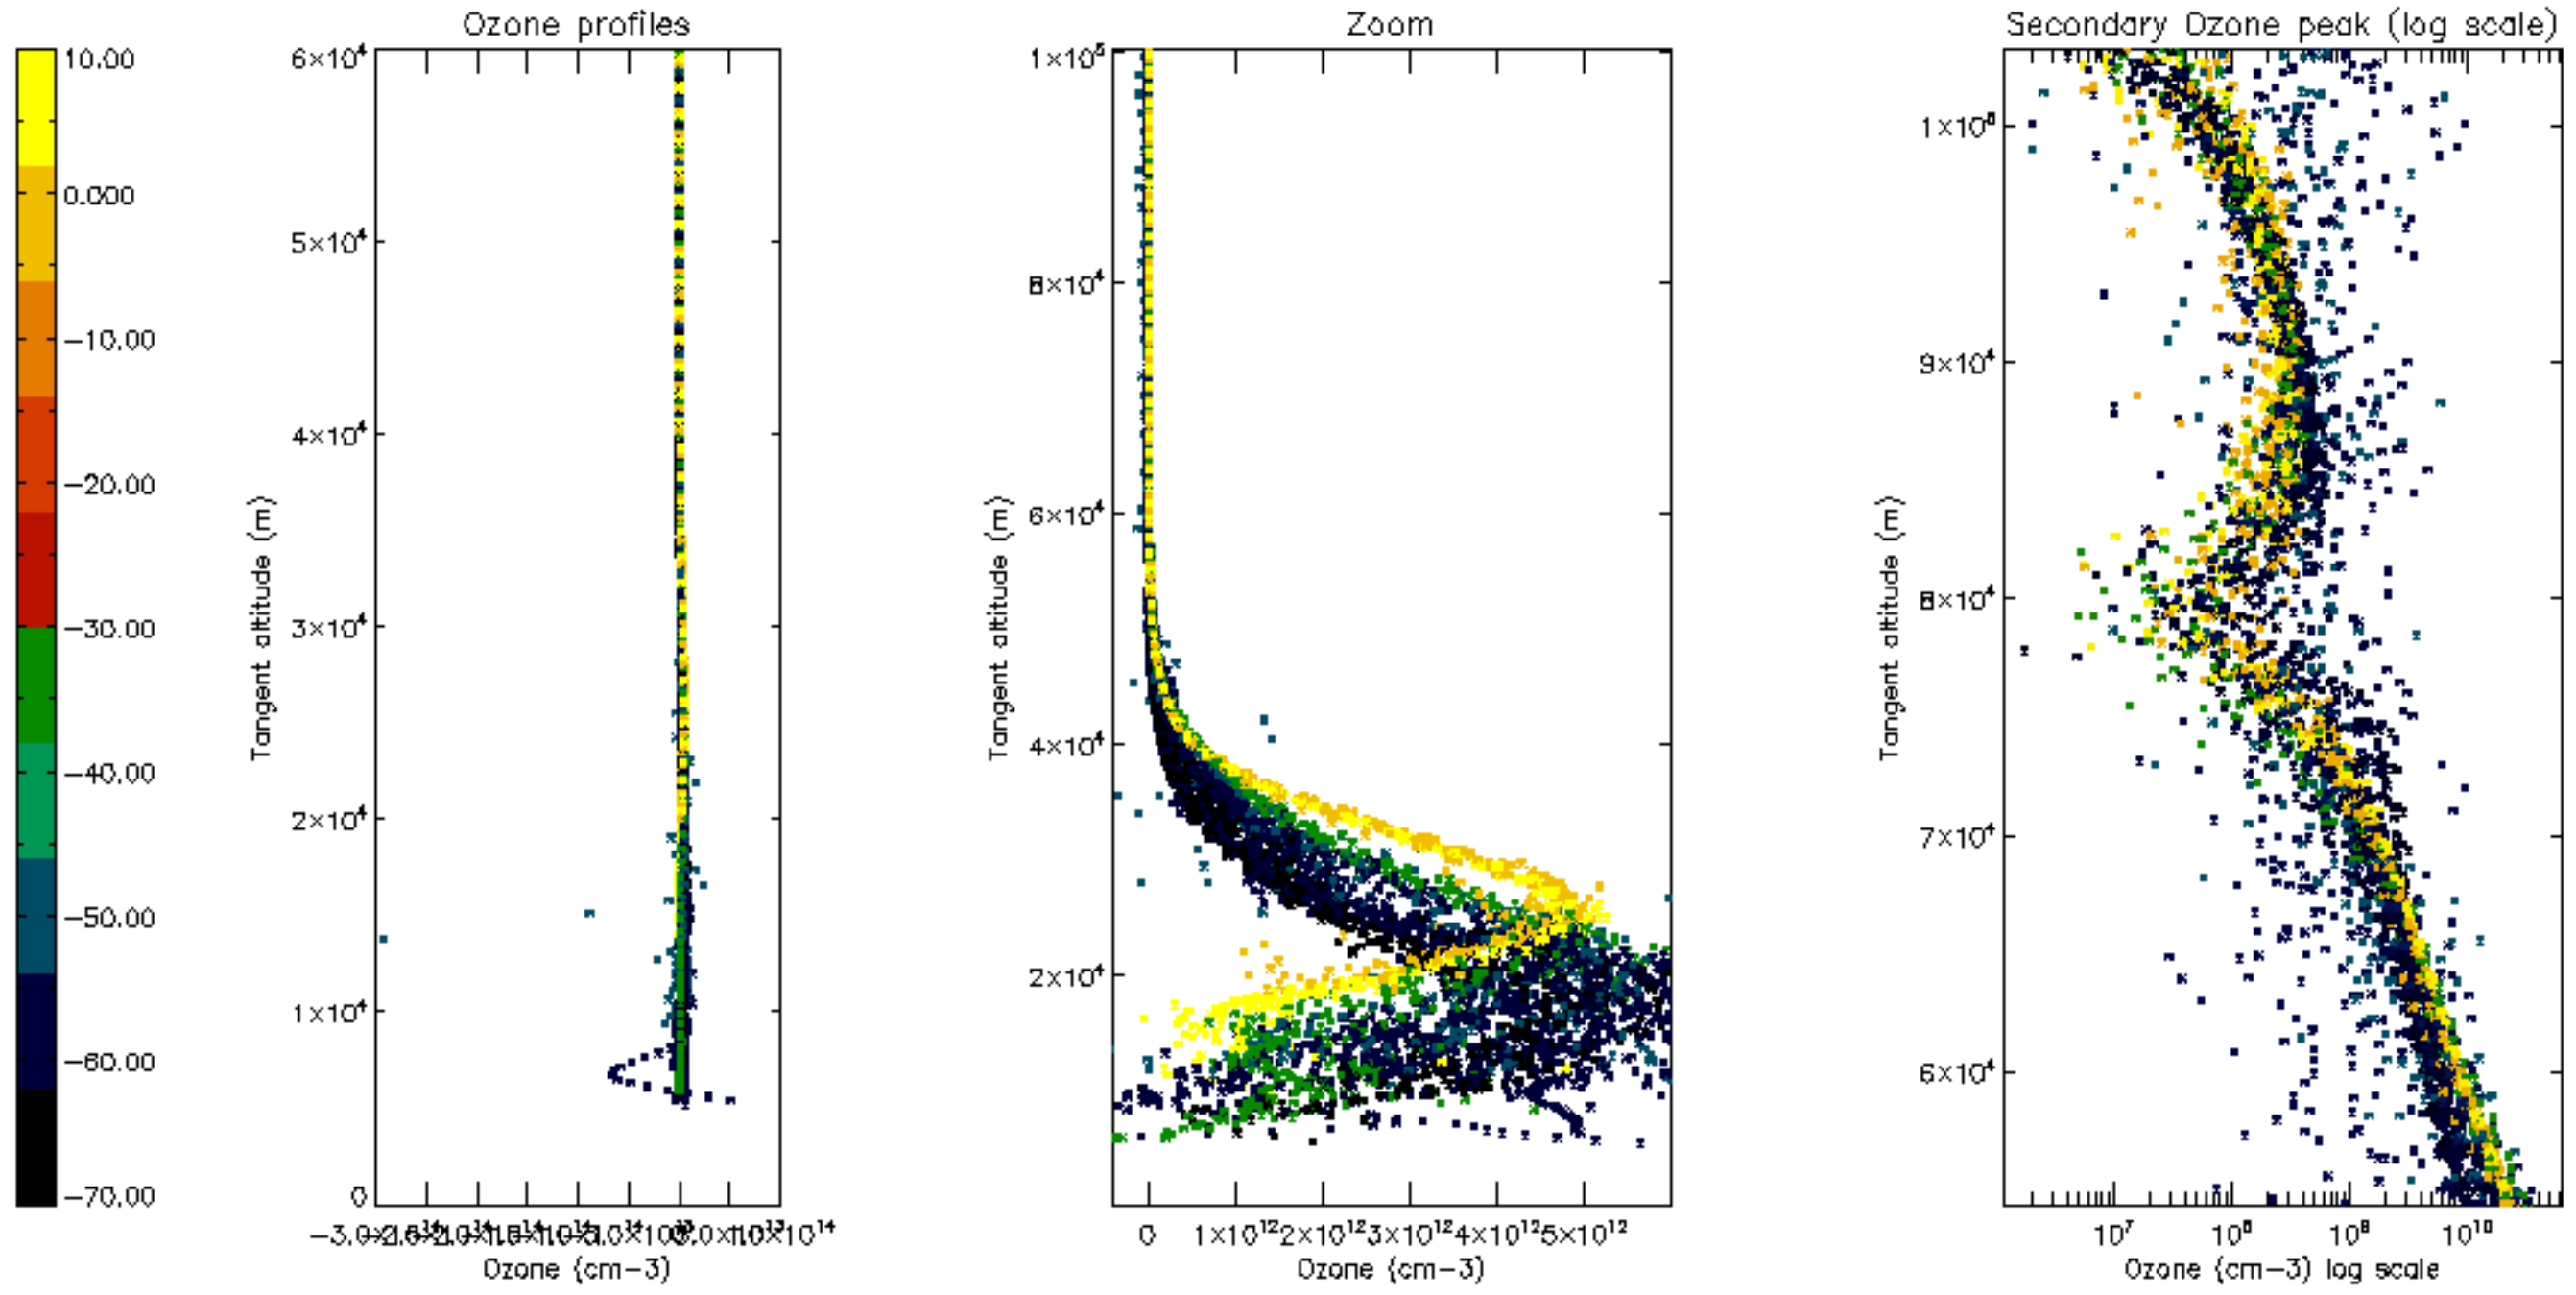 Ozone profiles
Zoom
Secondary Ozone peak (log scale)
10.00
0.000
−10.00
−20.00
−30.00
−40.00
−50.00
−60.00
−70.00
6×10⁴
5×10⁴
4×10⁴
3×10⁴
2×10⁴
1×10⁴
0
Tangent altitude (m)
Ozone (cm−3)
1×10⁵
8×10⁴
6×10⁴
4×10⁴
2×10⁴
Tangent altitude (m)
0 1×10¹² 2×10¹² 3×10¹² 4×10¹² 5×10¹²
Ozone (cm−3)
1×10⁵
9×10⁴
8×10⁴
7×10⁴
6×10⁴
Tangent altitude (m)
10⁷ 10⁸ 10⁹ 10¹⁰
Ozone (cm−3) log scale